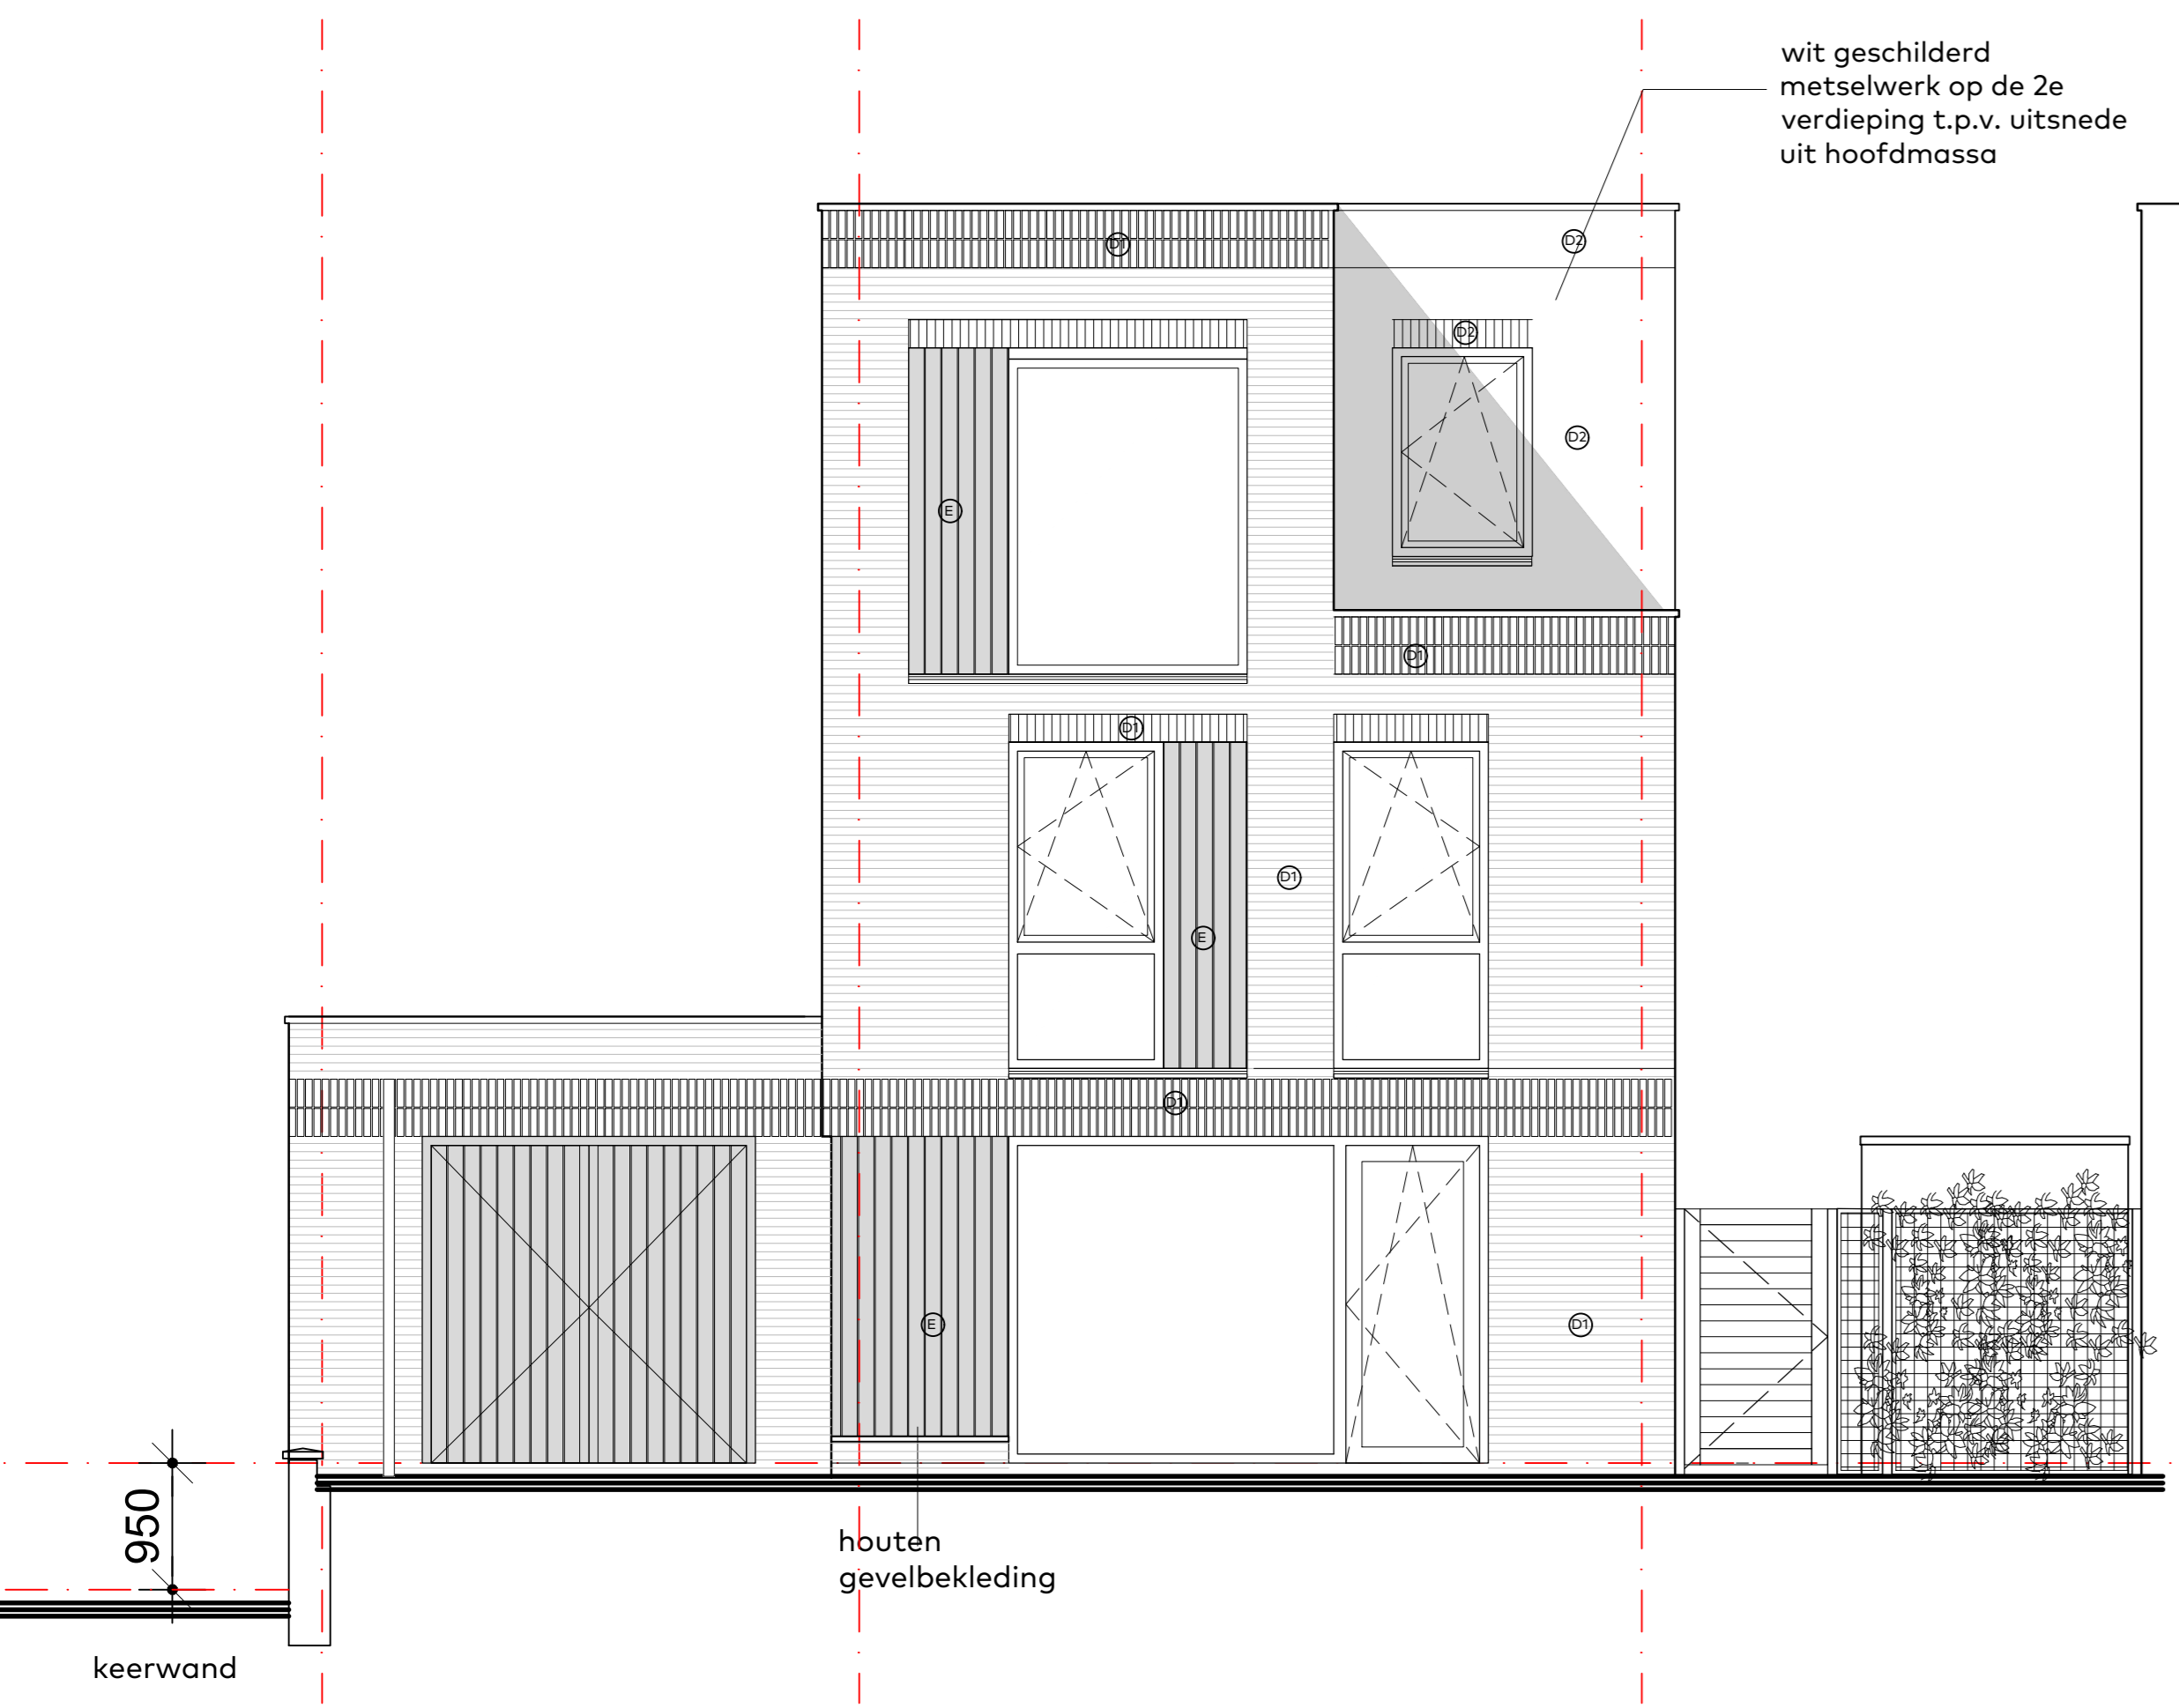 wit geschilderd
metselwerk op de 2e
verdieping t.p.v. uitsnede
uit hoofdmassa
D1
D2
D2
D2
E
D1
D1
D1
E
D1
E
D1
950
houten
gevelbekleding
keerwand